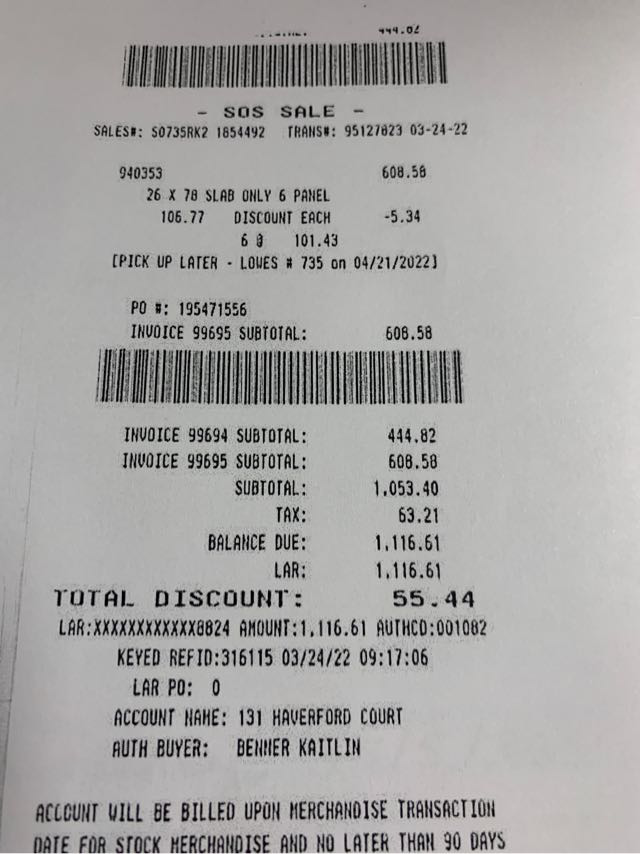 444.82
- SOS SALE -
SALES#: S0735RK2 1854492 TRANS#: 95127823 03-24-22
940353 608.58
26 X 78 SLAB ONLY 6 PANEL
106.77 DISCOUNT EACH -5.34
6 @ 101.43
[PICK UP LATER - LOWES # 735 on 04/21/2022]
PO #: 195471556
INVOICE 99695 SUBTOTAL: 608.58
INVOICE 99694 SUBTOTAL: 444.82
INVOICE 99695 SUBTOTAL: 608.58
SUBTOTAL: 1,053.40
TAX: 63.21
BALANCE DUE: 1,116.61
LAR: 1,116.61
TOTAL DISCOUNT: 55.44
LAR:XXXXXXXXXXXX8824 AMOUNT:1,116.61 AUTHCD:001082
KEYED REFID:316115 03/24/22 09:17:06
LAR PO: 0
ACCOUNT NAME: 131 HAVERFORD COURT
AUTH BUYER: BENNER KAITLIN
ACCOUNT WILL BE BILLED UPON MERCHANDISE TRANSACTION
DATE FOR STOCK MERCHANDISE AND NO LATER THAN 90 DAYS